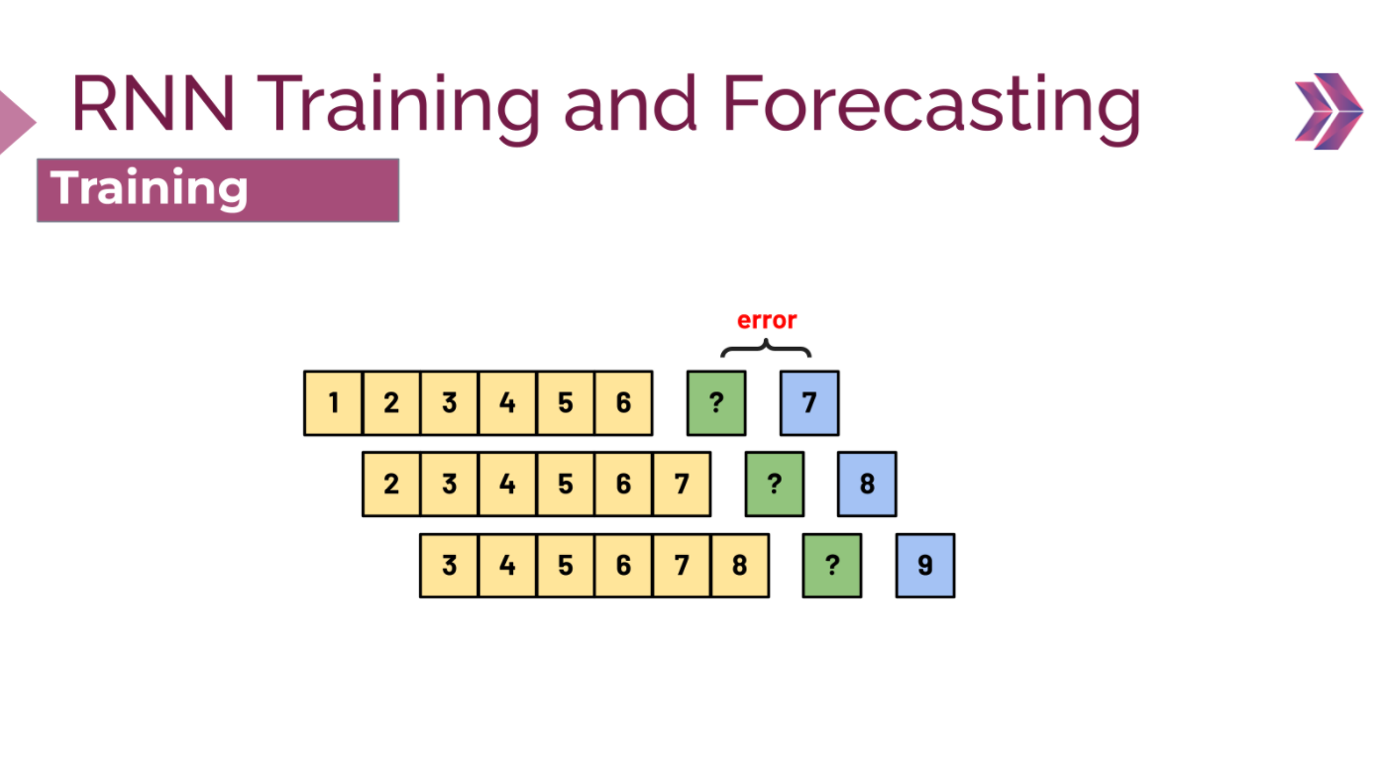 RNN Training and Forecasting
Training
error
1 2 3 4 5 6 ? 7
2 3 4 5 6 7 ? 8
3 4 5 6 7 8 ? 9